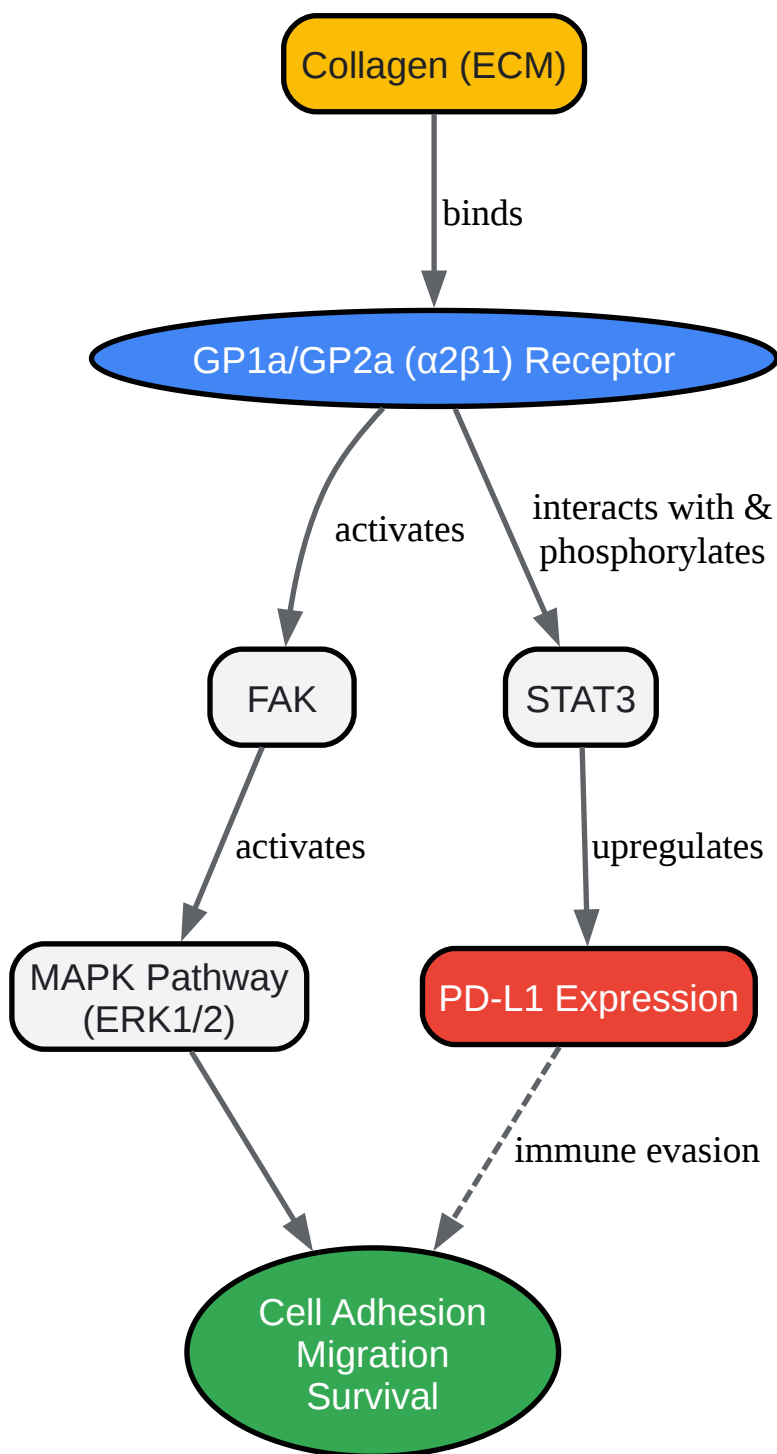 Collagen (ECM)
binds
GP1a/GP2a (α2β1) Receptor
activates
interacts with &
phosphorylates
FAK
STAT3
activates
upregulates
MAPK Pathway
(ERK1/2)
PD-L1 Expression
immune evasion
Cell Adhesion
Migration
Survival